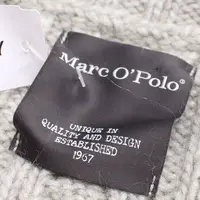 Marc O'Polo
UNIQUE IN
QUALITY AND DESIGN
ESTABLISHED
1967